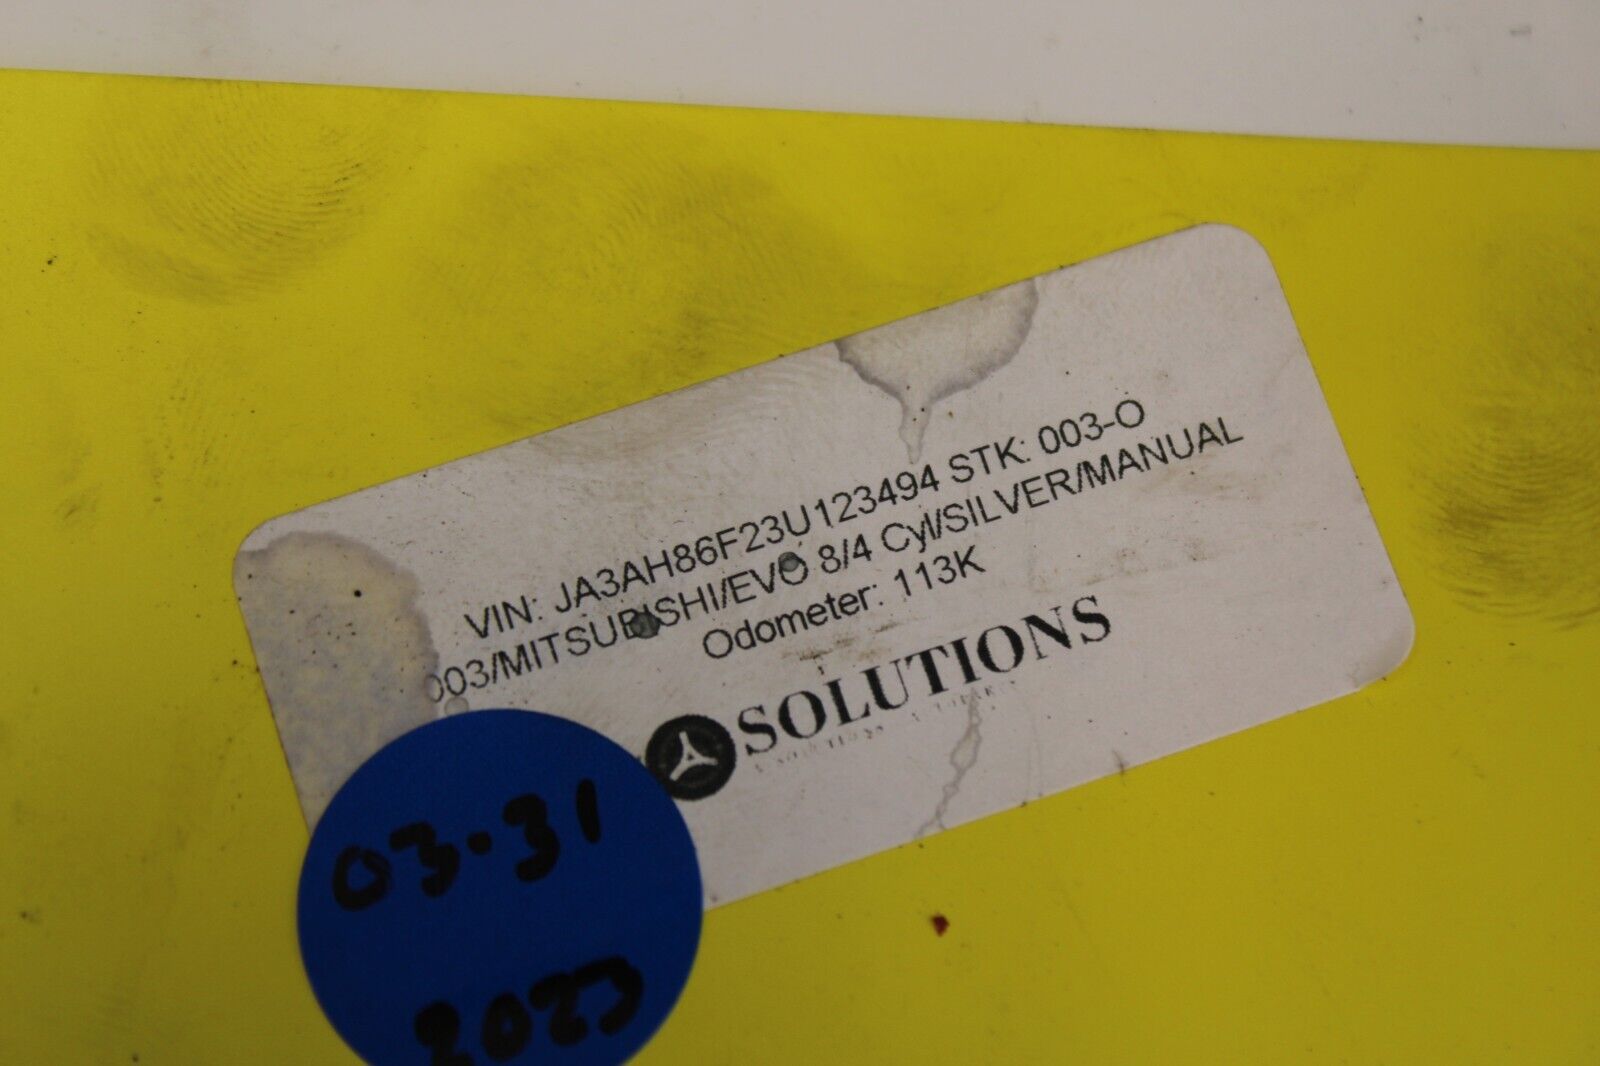 VIN: JA3AH86F23U123494 STK: 003-O
003/MITSUBISHI/EVO 8/4 Cyl/SILVER/MANUAL
Odometer: 113K
SOLUTIONS
03-31
2023